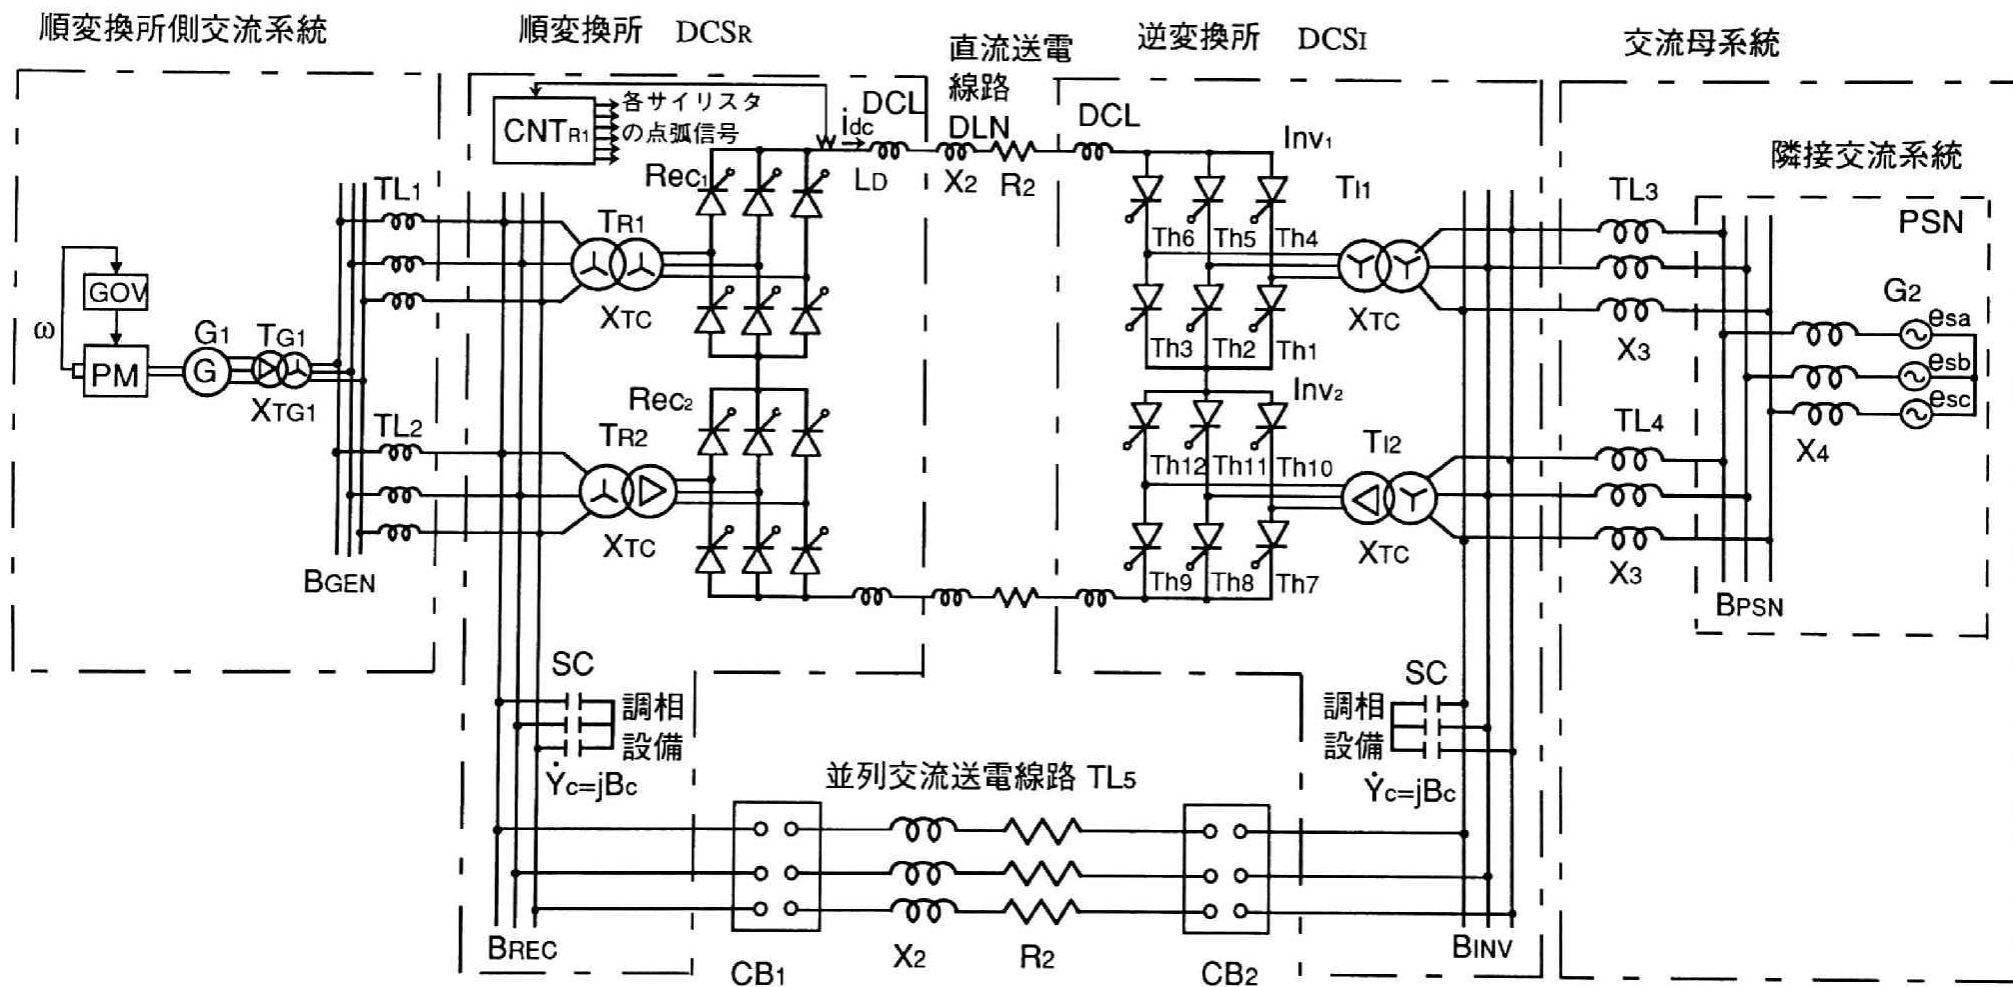 順変換所側交流系統
順変換所 DCSR
直流送電
線路
逆変換所 DCSI
交流母系統
CNTR1
各サイリスタ
の点弧信号
idc
DCL
LD
DLN
X2
R2
DCL
Rec1
TR1
XTC
Rec2
TR2
XTC
TL1
TL2
GOV
ω
PM
G1
G
TG1
XTG1
BGEN
Inv1
Th6
Th5
Th4
Th3
Th2
Th1
TI1
XTC
Inv2
Th12
Th11
Th10
Th9
Th8
Th7
TI2
XTC
TL3
X3
TL4
X3
隣接交流系統
PSN
G2
esa
esb
esc
X4
BPSN
SC
調相
設備
Ẏc=jBc
SC
調相
設備
Ẏc=jBc
並列交流送電線路 TL5
X2
R2
BREC
CB1
CB2
BINV